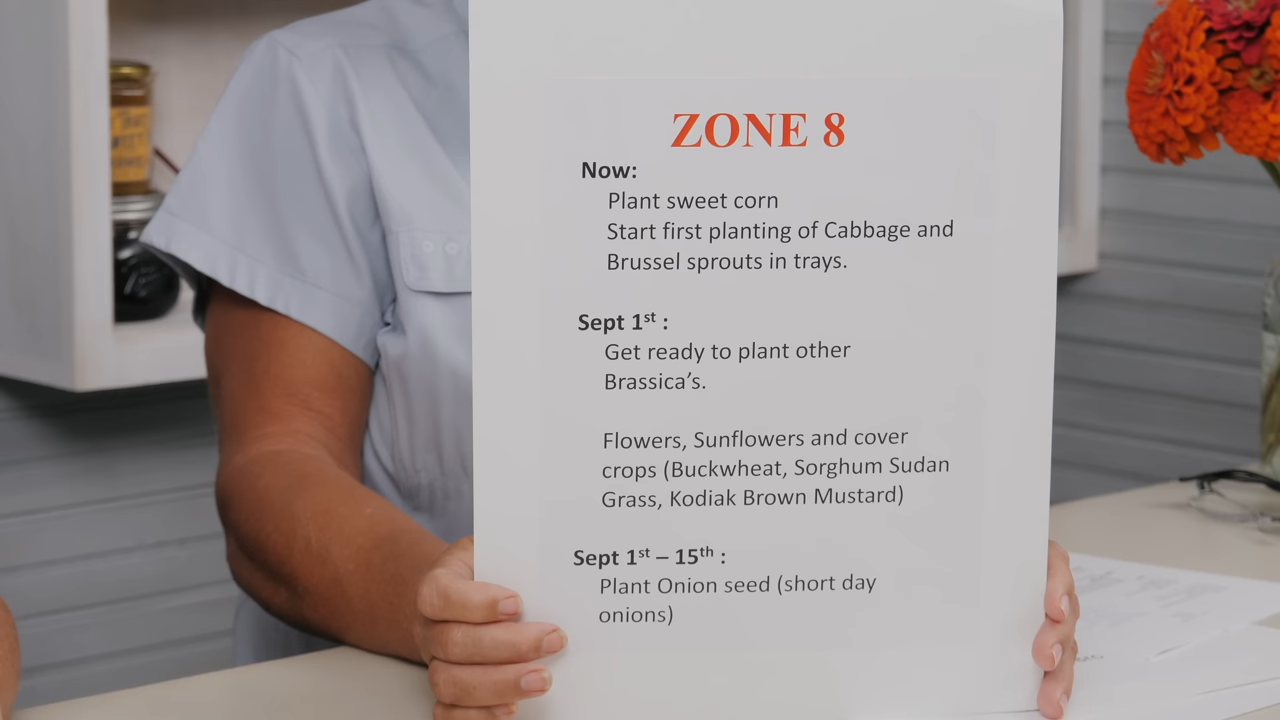 ZONE 8
Now:
Plant sweet corn
Start first planting of Cabbage and
Brussel sprouts in trays.
Sept 1st :
Get ready to plant other
Brassica’s.
Flowers, Sunflowers and cover
crops (Buckwheat, Sorghum Sudan
Grass, Kodiak Brown Mustard)
Sept 1st – 15th :
Plant Onion seed (short day
onions)